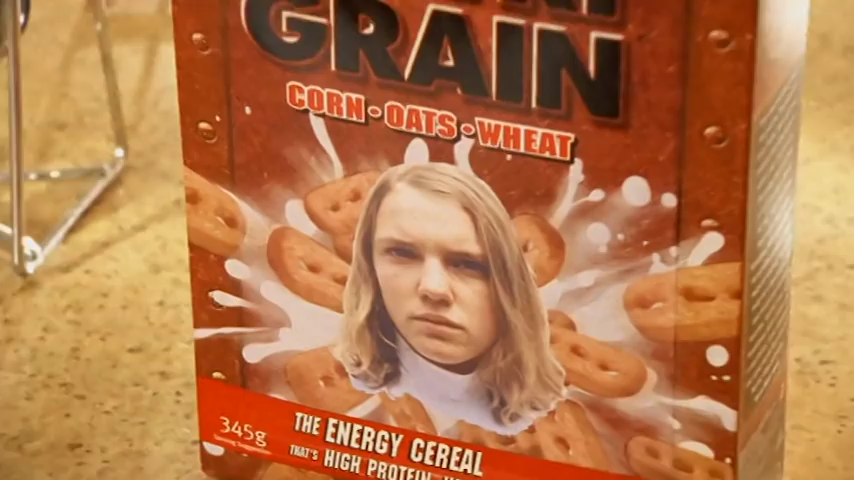 GRAIN
CORN • OATS • WHEAT
345g
THE ENERGY CEREAL
THAT'S HIGH PROTEIN